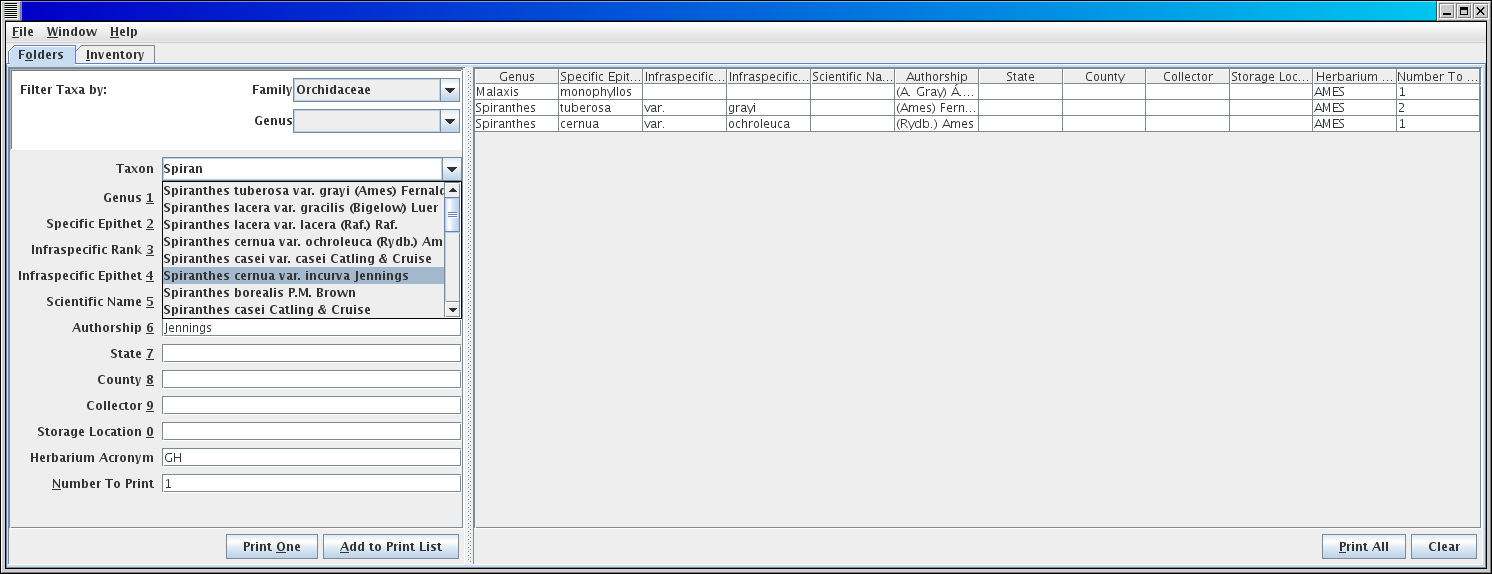 File Window Help
Folders Inventory
Filter Taxa by: Family Orchidaceae
Genus
Taxon Spiran
Spiranthes tuberosa var. grayi (Ames) Fernald
Genus 1
Spiranthes lacera var. gracilis (Bigelow) Luer
Specific Epithet 2
Spiranthes lacera var. lacera (Raf.) Raf.
Spiranthes cernua var. ochroleuca (Rydb.) Am
Infraspecific Rank 3
Spiranthes casei var. casei Catling & Cruise
Infraspecific Epithet 4
Spiranthes cernua var. incurva Jennings
Spiranthes borealis P.M. Brown
Scientific Name 5
Spiranthes casei Catling & Cruise
Authorship 6 Jennings
State 7
County 8
Collector 9
Storage Location 0
Herbarium Acronym GH
Number To Print 1
Print One Add to Print List
Genus Specific Epit... Infraspecific... Infraspecific... Scientific Na... Authorship State County Collector Storage Loc... Herbarium ... Number To ...
Malaxis monophyllos (A. Gray) A.... AMES 1
Spiranthes tuberosa var. grayi (Ames) Fern... AMES 2
Spiranthes cernua var. ochroleuca (Rydb.) Ames AMES 1
Print All Clear